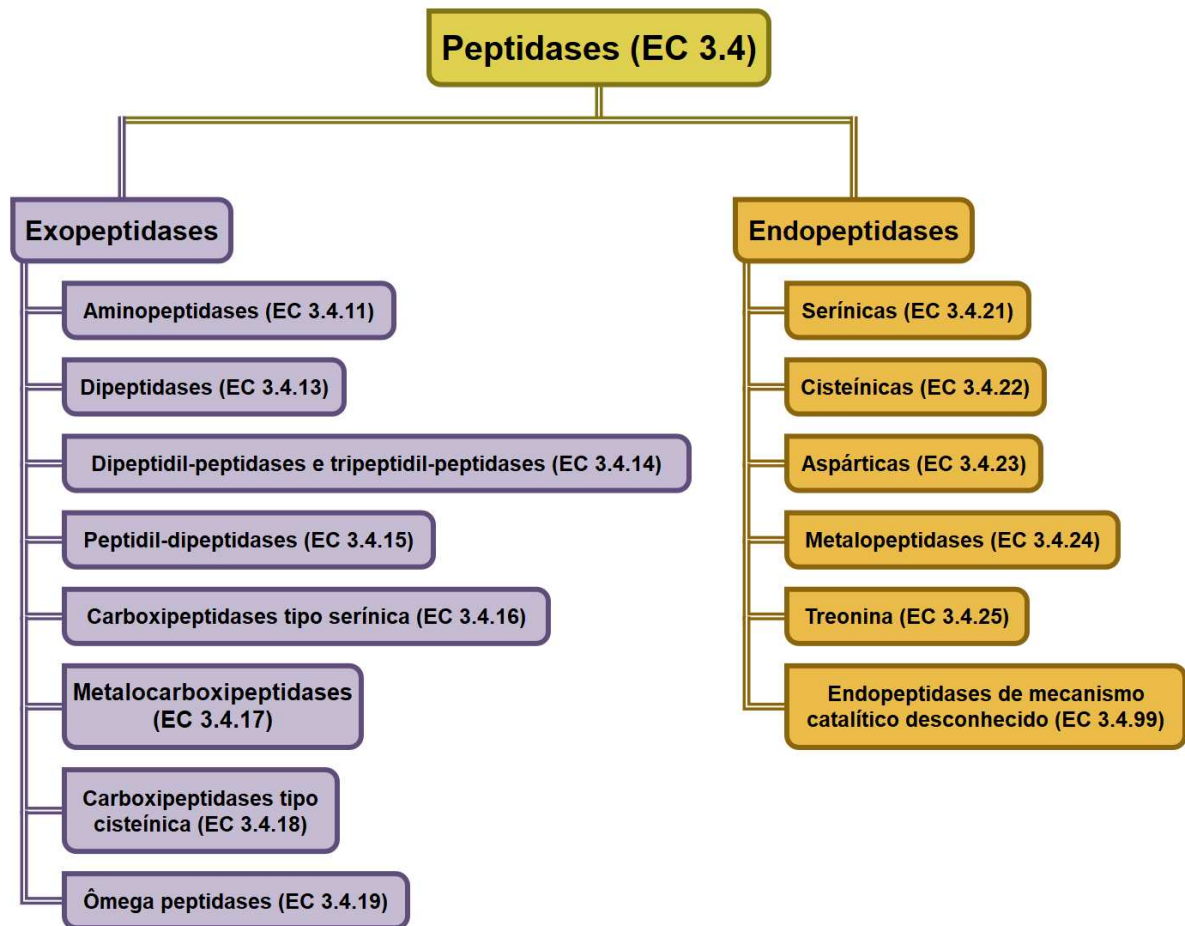 Peptidases (EC 3.4)
Exopeptidases
Aminopeptidases (EC 3.4.11)
Dipeptidases (EC 3.4.13)
Dipeptidil-peptidases e tripeptidil-peptidases (EC 3.4.14)
Peptidil-dipeptidases (EC 3.4.15)
Carboxipeptidases tipo serínica (EC 3.4.16)
Metalocarboxipeptidases
(EC 3.4.17)
Carboxipeptidases tipo
cisteínica (EC 3.4.18)
Ômega peptidases (EC 3.4.19)
Endopeptidases
Serínicas (EC 3.4.21)
Cisteínicas (EC 3.4.22)
Aspárticas (EC 3.4.23)
Metalopeptidases (EC 3.4.24)
Treonina (EC 3.4.25)
Endopeptidases de mecanismo
catalítico desconhecido (EC 3.4.99)